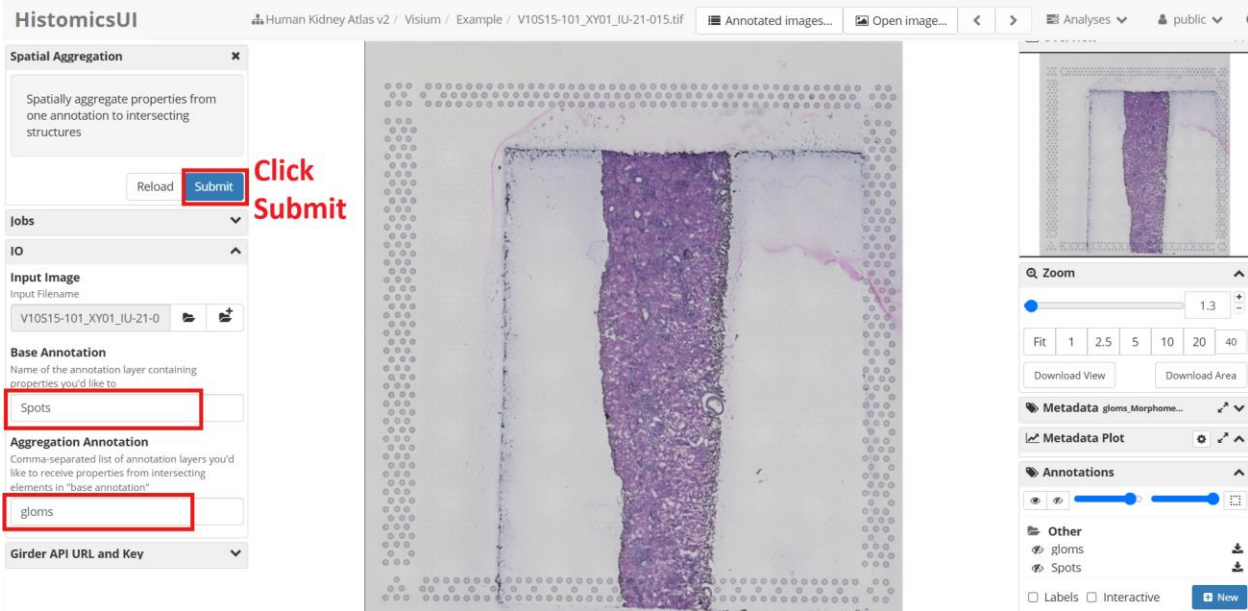 HistomicsUI
Human Kidney Atlas v2 / Visium / Example / V10S15-101_XY01_IU-21-015.tif
Annotated images...
Open image...
Analyses
public
Spatial Aggregation
Spatially aggregate properties from
one annotation to intersecting
structures
Reload
Submit
Click
Submit
Jobs
IO
Input Image
Input Filename
V10S15-101_XY01_IU-21-0
Base Annotation
Name of the annotation layer containing
properties you'd like to
Spots
Aggregation Annotation
Comma-separated list of annotation layers you'd
like to receive properties from intersecting
elements in "base annotation"
gloms
Girder API URL and Key
Zoom
1.3
Fit 1 2.5 5 10 20 40
Download View
Download Area
Metadata gloms_Morphome...
Metadata Plot
Annotations
Other
gloms
Spots
Labels
Interactive
New